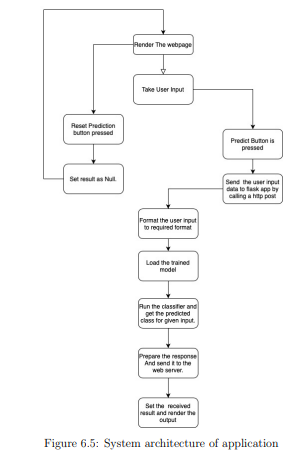 Render The webpage
Take User Input
Reset Prediction
button pressed
Predict Button is
pressed
Set result as Null.
Send the user input
data to flask app by
calling a http post
Format the user input
to required format
Load the trained
model
Run the classifier and
get the predicted
class for given input.
Prepare the response
And send it to the
web server.
Set the received
result and render the
output
Figure 6.5: System architecture of application